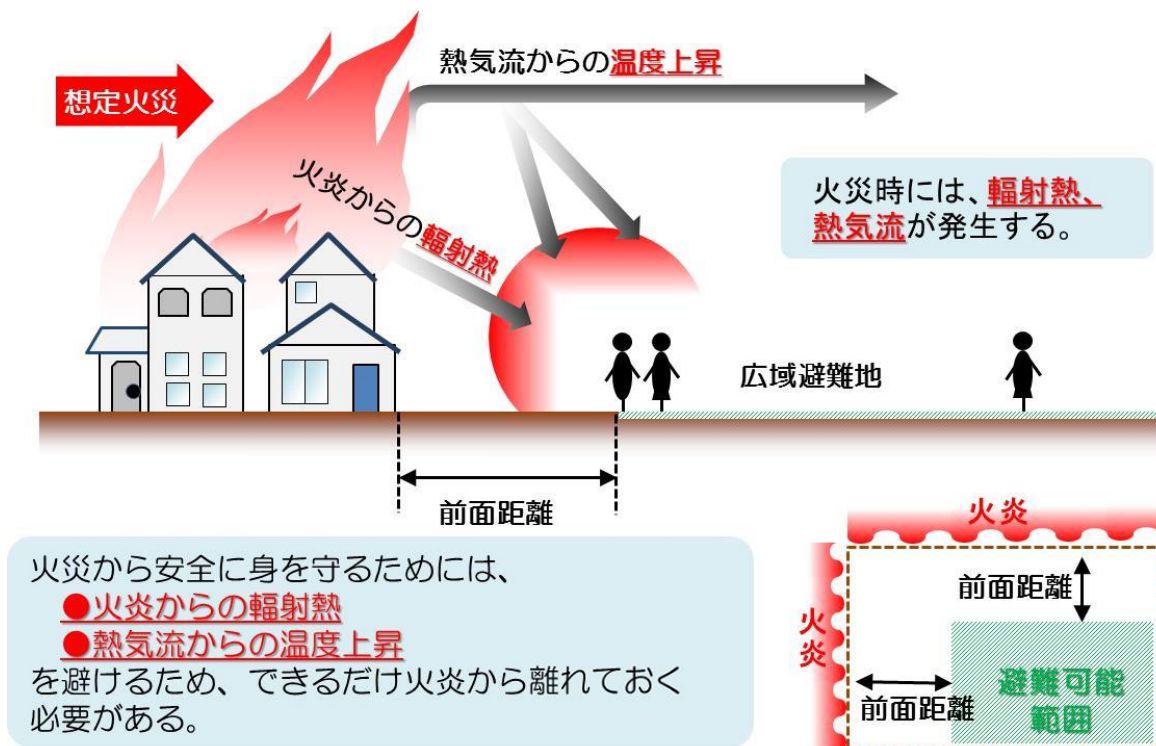 想定火災
熱気流からの温度上昇
火炎からの輻射熱
火災時には、輻射熱、
熱気流が発生する。
広域避難地
前面距離
火災から安全に身を守るためには、
●火炎からの輻射熱
●熱気流からの温度上昇
を避けるため、できるだけ火炎から離れておく
必要がある。
火炎
前面距離
火炎
前面距離
避難可能
範囲